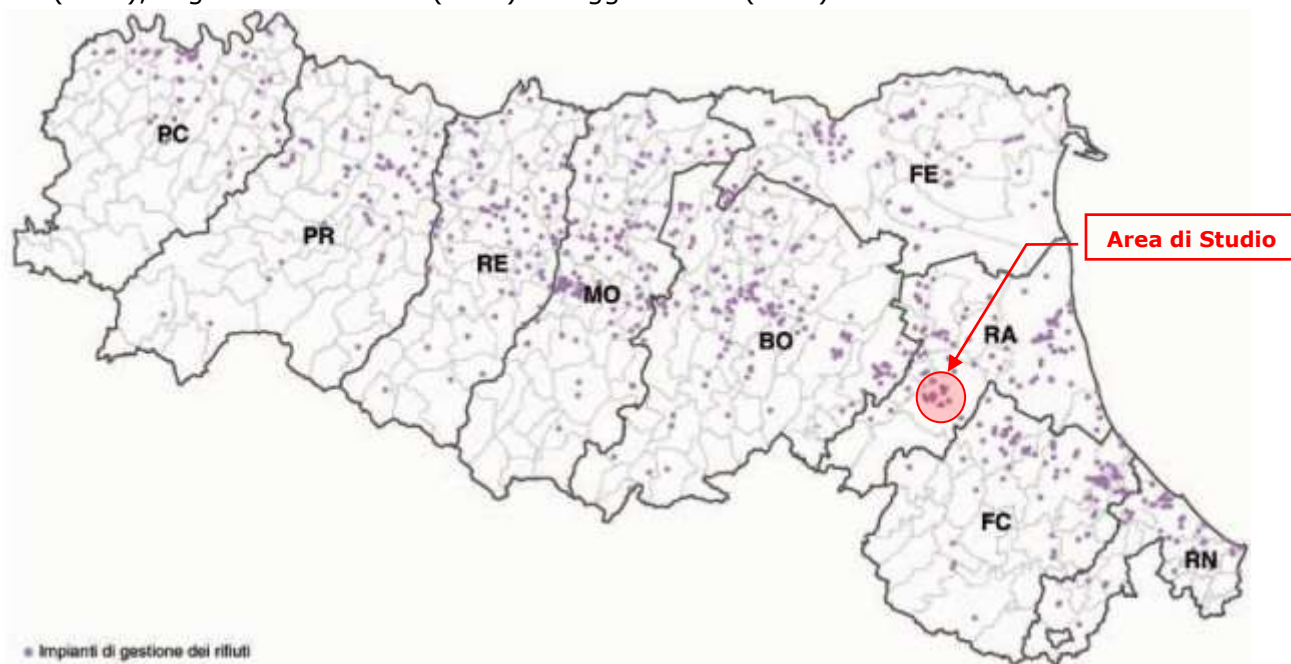 PC
PR
RE
MO
BO
FE
Area di Studio
RA
FC
RN
Impianti di gestione dei rifiuti